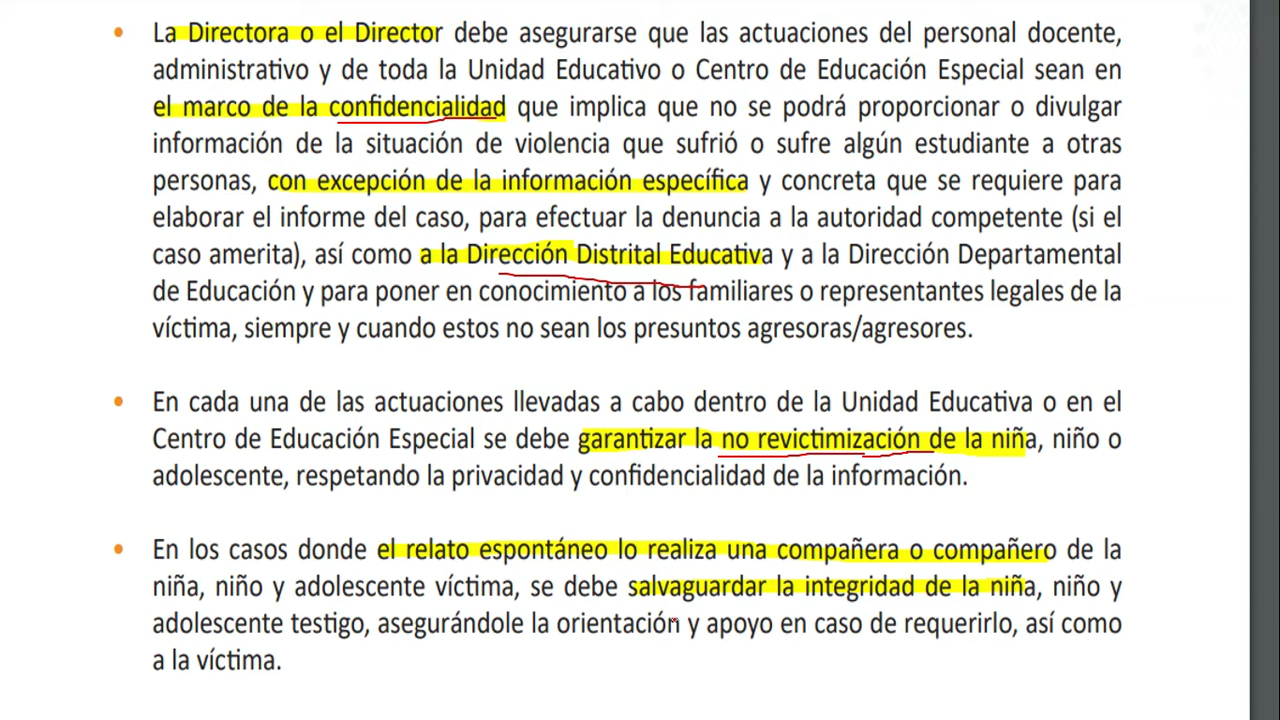 • La Directora o el Director debe asegurarse que las actuaciones del personal docente,
administrativo y de toda la Unidad Educativo o Centro de Educación Especial sean en
el marco de la confidencialidad que implica que no se podrá proporcionar o divulgar
información de la situación de violencia que sufrió o sufre algún estudiante a otras
personas, con excepción de la información específica y concreta que se requiere para
elaborar el informe del caso, para efectuar la denuncia a la autoridad competente (si el
caso amerita), así como a la Dirección Distrital Educativa y a la Dirección Departamental
de Educación y para poner en conocimiento a los familiares o representantes legales de la
víctima, siempre y cuando estos no sean los presuntos agresoras/agresores.
• En cada una de las actuaciones llevadas a cabo dentro de la Unidad Educativa o en el
Centro de Educación Especial se debe garantizar la no revictimización de la niña, niño o
adolescente, respetando la privacidad y confidencialidad de la información.
• En los casos donde el relato espontáneo lo realiza una compañera o compañero de la
niña, niño y adolescente víctima, se debe salvaguardar la integridad de la niña, niño y
adolescente testigo, asegurándole la orientación y apoyo en caso de requerirlo, así como
a la víctima.